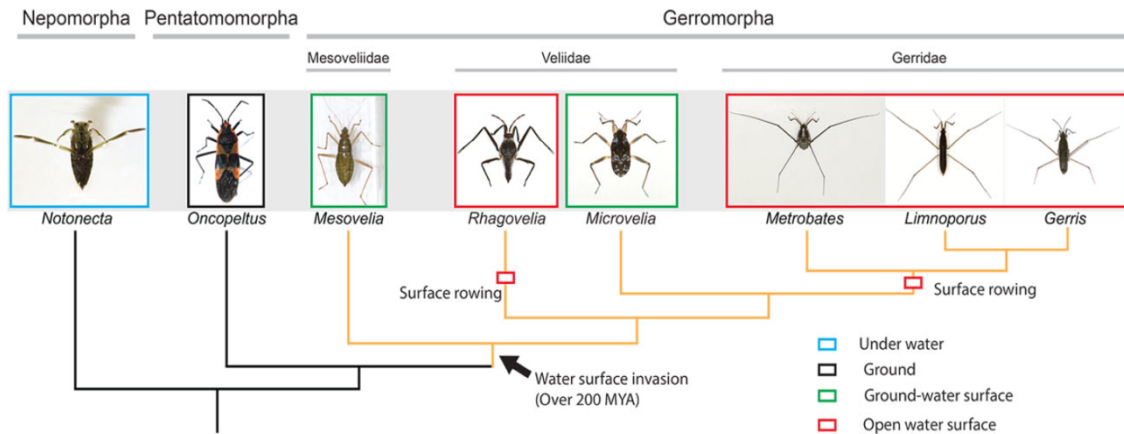 Nepomorpha Pentatomomorpha Gerromorpha
Mesoveliidae Veliidae Gerridae
Notonecta Oncopeltus Mesovelia Rhagovelia Microvelia Metrobates Limnoporus Gerris
Surface rowing
Surface rowing
Water surface invasion
(Over 200 MYA)
Under water
Ground
Ground-water surface
Open water surface